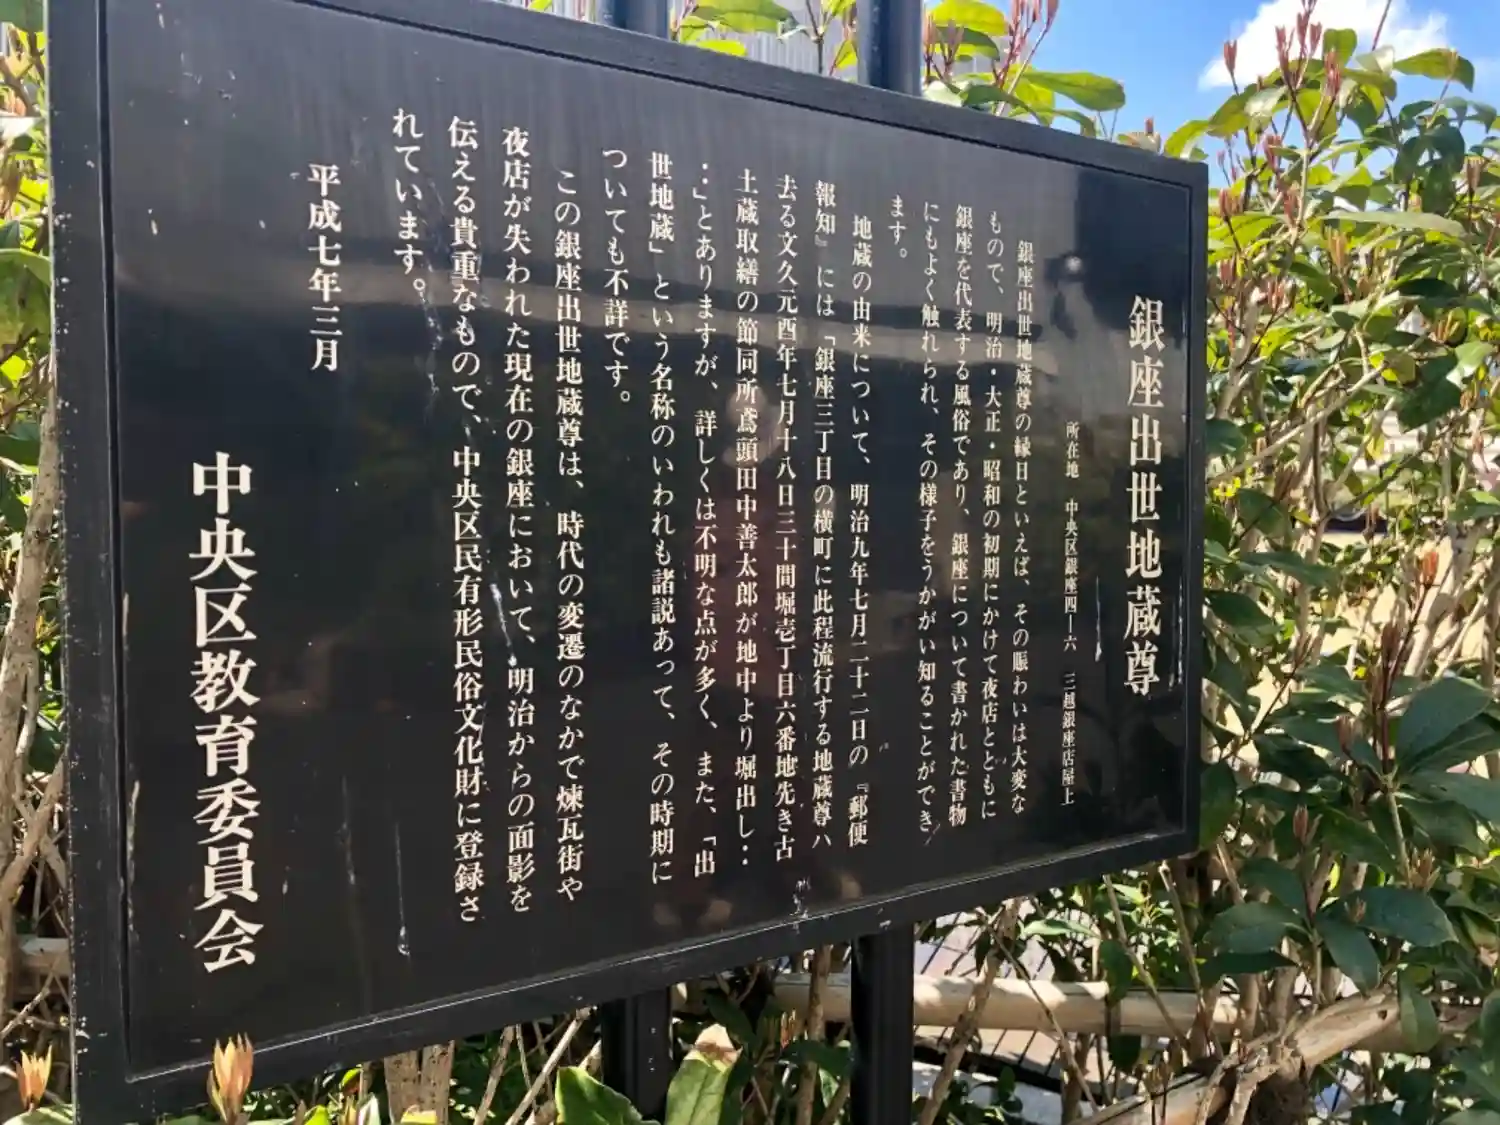 銀座出世地蔵尊
所在地　中央区銀座四―六　三越銀座店屋上
　銀座出世地蔵尊の縁日といえば、その賑わいは大変な
もので、明治・大正・昭和の初期にかけて夜店とともに
銀座を代表する風俗であり、銀座について書かれた書物
にもよく触れられ、その様子をうかがい知ることができ
ます。
　地蔵の由来について、明治九年七月二十二日の『郵便
報知』には「銀座三丁目の横町に此程流行する地蔵尊ハ
去る文久元酉年七月十八日三十間堀壱丁目六番地先き古
土蔵取繕の節同所鳶頭田中善太郎が地中より堀出し・・
・・」とありますが、詳しくは不明な点が多く、また、「出
世地蔵」という名称のいわれも諸説あって、その時期に
ついても不詳です。
　この銀座出世地蔵尊は、時代の変遷のなかで煉瓦街や
夜店が失われた現在の銀座において、明治からの面影を
伝える貴重なもので、中央区民有形民俗文化財に登録さ
れています。
平成七年三月
中央区教育委員会